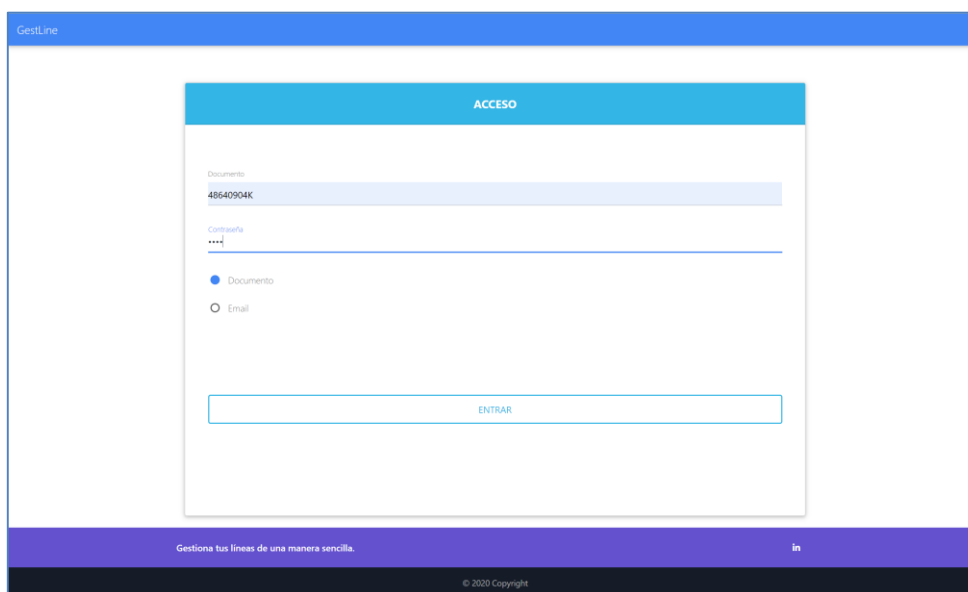 GestLine
ACCESO
Documento
48640904K
Contraseña
••••
Documento
Email
ENTRAR
Gestiona tus líneas de una manera sencilla.
in
© 2020 Copyright